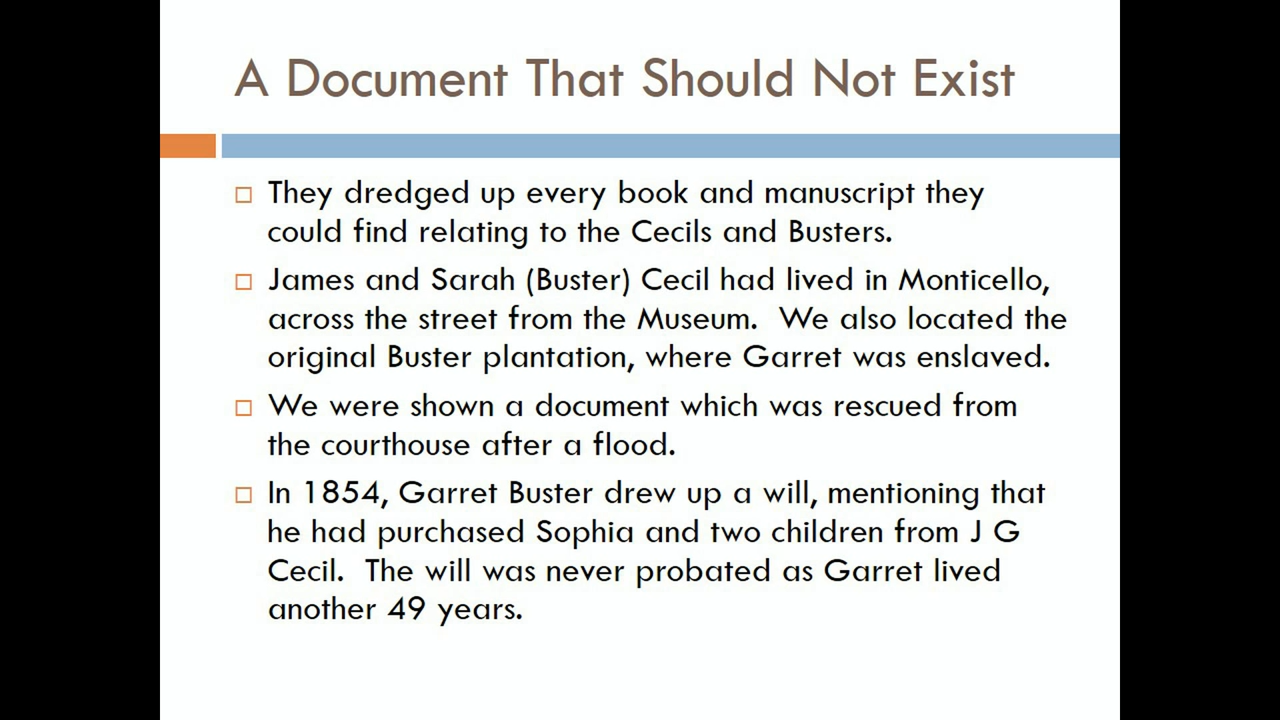 A Document That Should Not Exist
They dredged up every book and manuscript they
could find relating to the Cecils and Busters.
James and Sarah (Buster) Cecil had lived in Monticello,
across the street from the Museum.  We also located the
original Buster plantation, where Garret was enslaved.
We were shown a document which was rescued from
the courthouse after a flood.
In 1854, Garret Buster drew up a will, mentioning that
he had purchased Sophia and two children from J G
Cecil.  The will was never probated as Garret lived
another 49 years.